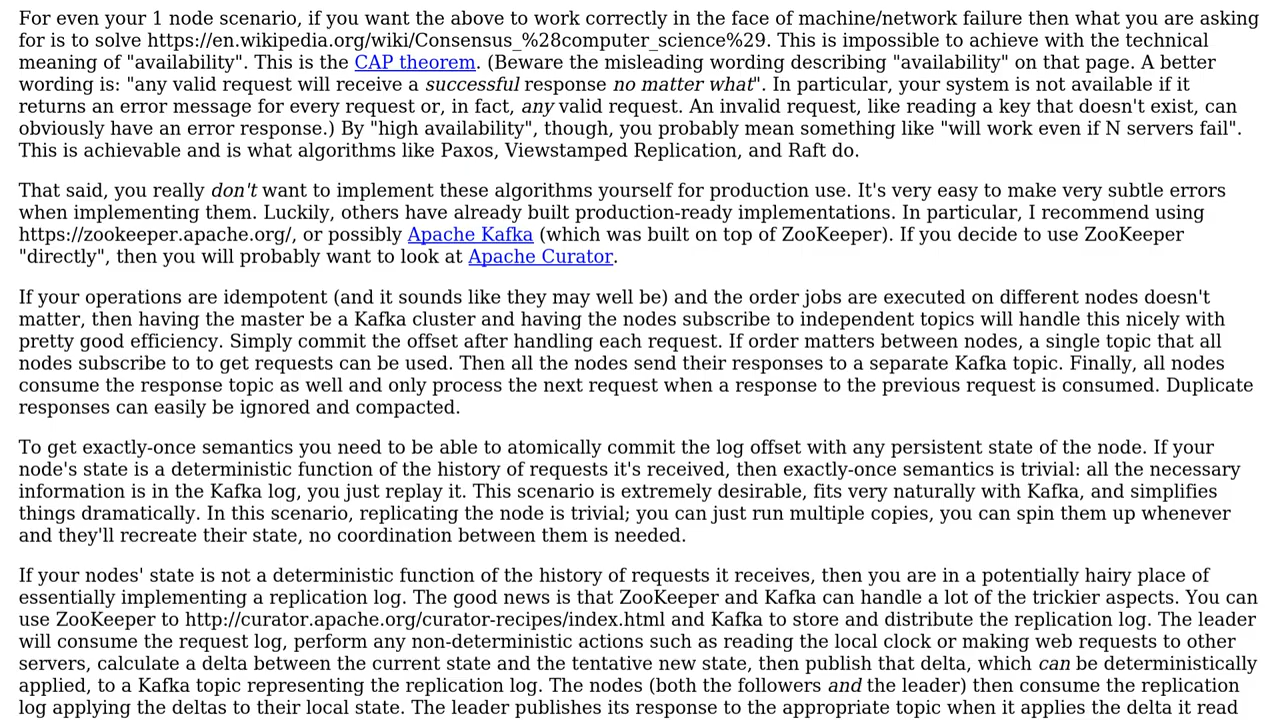 For even your 1 node scenario, if you want the above to work correctly in the face of machine/network failure then what you are asking
for is to solve https://en.wikipedia.org/wiki/Consensus_%28computer_science%29. This is impossible to achieve with the technical
meaning of "availability". This is the CAP theorem. (Beware the misleading wording describing "availability" on that page. A better
wording is: "any valid request will receive a successful response no matter what". In particular, your system is not available if it
returns an error message for every request or, in fact, any valid request. An invalid request, like reading a key that doesn't exist, can
obviously have an error response.) By "high availability", though, you probably mean something like "will work even if N servers fail".
This is achievable and is what algorithms like Paxos, Viewstamped Replication, and Raft do.
That said, you really don't want to implement these algorithms yourself for production use. It's very easy to make very subtle errors
when implementing them. Luckily, others have already built production-ready implementations. In particular, I recommend using
https://zookeeper.apache.org/, or possibly Apache Kafka (which was built on top of ZooKeeper). If you decide to use ZooKeeper
"directly", then you will probably want to look at Apache Curator.
If your operations are idempotent (and it sounds like they may well be) and the order jobs are executed on different nodes doesn't
matter, then having the master be a Kafka cluster and having the nodes subscribe to independent topics will handle this nicely with
pretty good efficiency. Simply commit the offset after handling each request. If order matters between nodes, a single topic that all
nodes subscribe to to get requests can be used. Then all the nodes send their responses to a separate Kafka topic. Finally, all nodes
consume the response topic as well and only process the next request when a response to the previous request is consumed. Duplicate
responses can easily be ignored and compacted.
To get exactly-once semantics you need to be able to atomically commit the log offset with any persistent state of the node. If your
node's state is a deterministic function of the history of requests it's received, then exactly-once semantics is trivial: all the necessary
information is in the Kafka log, you just replay it. This scenario is extremely desirable, fits very naturally with Kafka, and simplifies
things dramatically. In this scenario, replicating the node is trivial; you can just run multiple copies, you can spin them up whenever
and they'll recreate their state, no coordination between them is needed.
If your nodes' state is not a deterministic function of the history of requests it receives, then you are in a potentially hairy place of
essentially implementing a replication log. The good news is that ZooKeeper and Kafka can handle a lot of the trickier aspects. You can
use ZooKeeper to http://curator.apache.org/curator-recipes/index.html and Kafka to store and distribute the replication log. The leader
will consume the request log, perform any non-deterministic actions such as reading the local clock or making web requests to other
servers, calculate a delta between the current state and the tentative new state, then publish that delta, which can be deterministically
applied, to a Kafka topic representing the replication log. The nodes (both the followers and the leader) then consume the replication
log applying the deltas to their local state. The leader publishes its response to the appropriate topic when it applies the delta it read